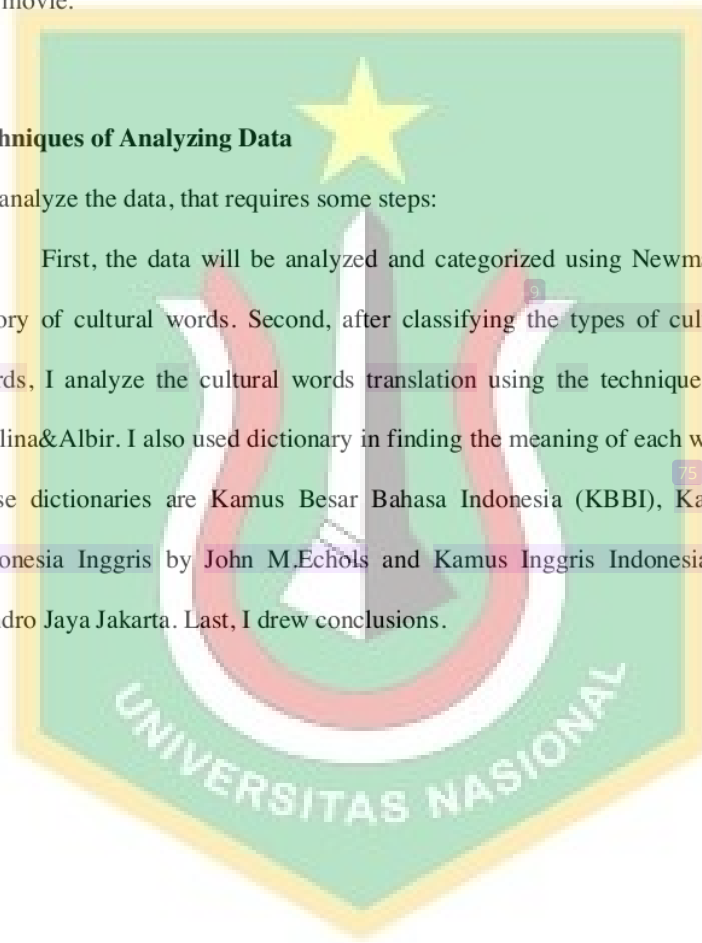 movie.
hniques of Analyzing Data
analyze the data, that requires some steps:
First, the data will be analyzed and categorized using Newm
ory of cultural words. Second, after classifying the types of cul
rds, I analyze the cultural words translation using the technique
lina&Albir. I also used dictionary in finding the meaning of each w
se dictionaries are Kamus Besar Bahasa Indonesia (KBBI), Ka
onesia Inggris by John M.Echols and Kamus Inggris Indonesia
dro Jaya Jakarta. Last, I drew conclusions.
9
75
UNIVERSITAS NASIONAL